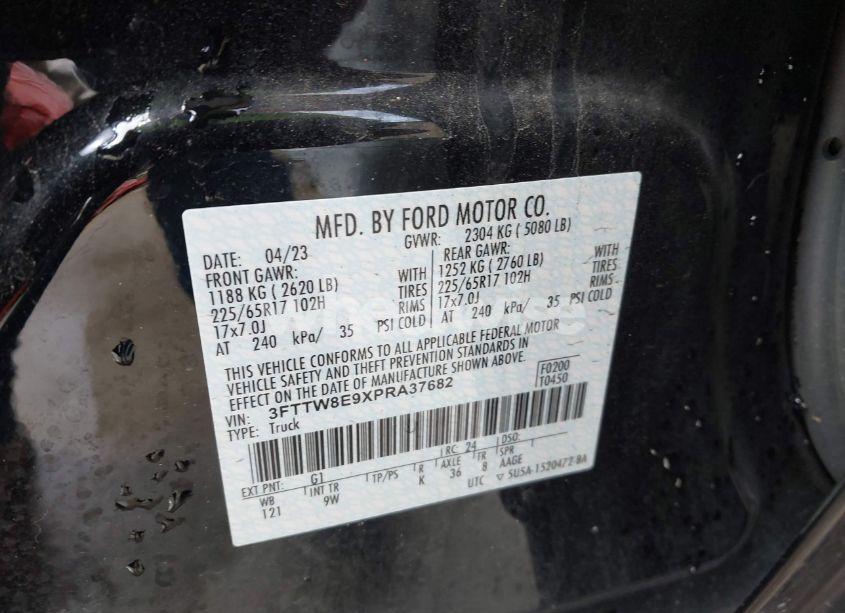 MFD. BY FORD MOTOR CO.
DATE: 04/23
GVWR: 2304 KG ( 5080 LB)
FRONT GAWR:
1188 KG ( 2620 LB) WITH
225/65R17 102H TIRES
17x7.0J RIMS
AT 240 kPa/ 35 PSI COLD
REAR GAWR:
1252 KG ( 2760 LB) WITH
225/65R17 102H TIRES
17x7.0J RIMS
AT 240 kPa/ 35 PSI COLD
THIS VEHICLE CONFORMS TO ALL APPLICABLE FEDERAL MOTOR
VEHICLE SAFETY AND THEFT PREVENTION STANDARDS IN
EFFECT ON THE DATE OF MANUFACTURE SHOWN ABOVE.
VIN: 3FTTW8E9XPRA37682
TYPE: Truck
F0200
T0450
EXT PNT: G1 RC: 24 DSO:
WB INT TR TP/PS R AXLE TR SPR
121 9W K 36 8 AAGE
UTC ▽ 5U5A-1520472-BA